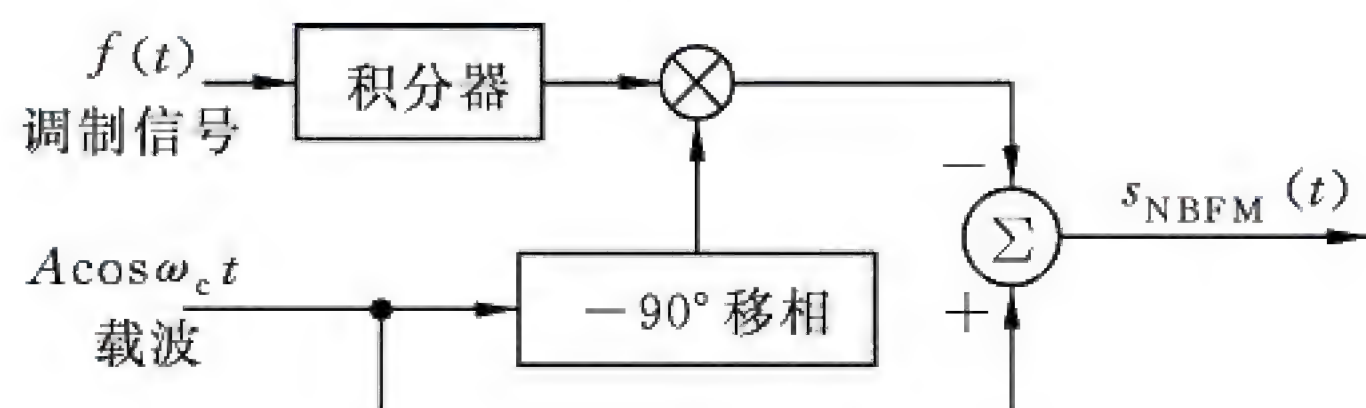 f(t)
调制信号
积分器
−
Σ
s_NBFM(t)
Acosω_c t
载波
−90°移相
+